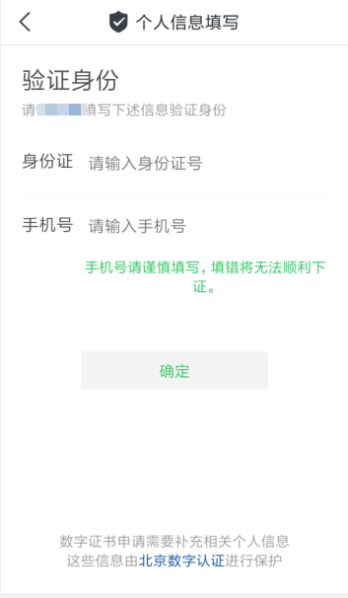 个人信息填写
验证身份
请填写下述信息验证身份
身份证 请输入身份证号
手机号 请输入手机号
手机号请谨慎填写，填错将无法顺利下
证。
确定
数字证书申请需要补充相关个人信息
这些信息由北京数字认证进行保护